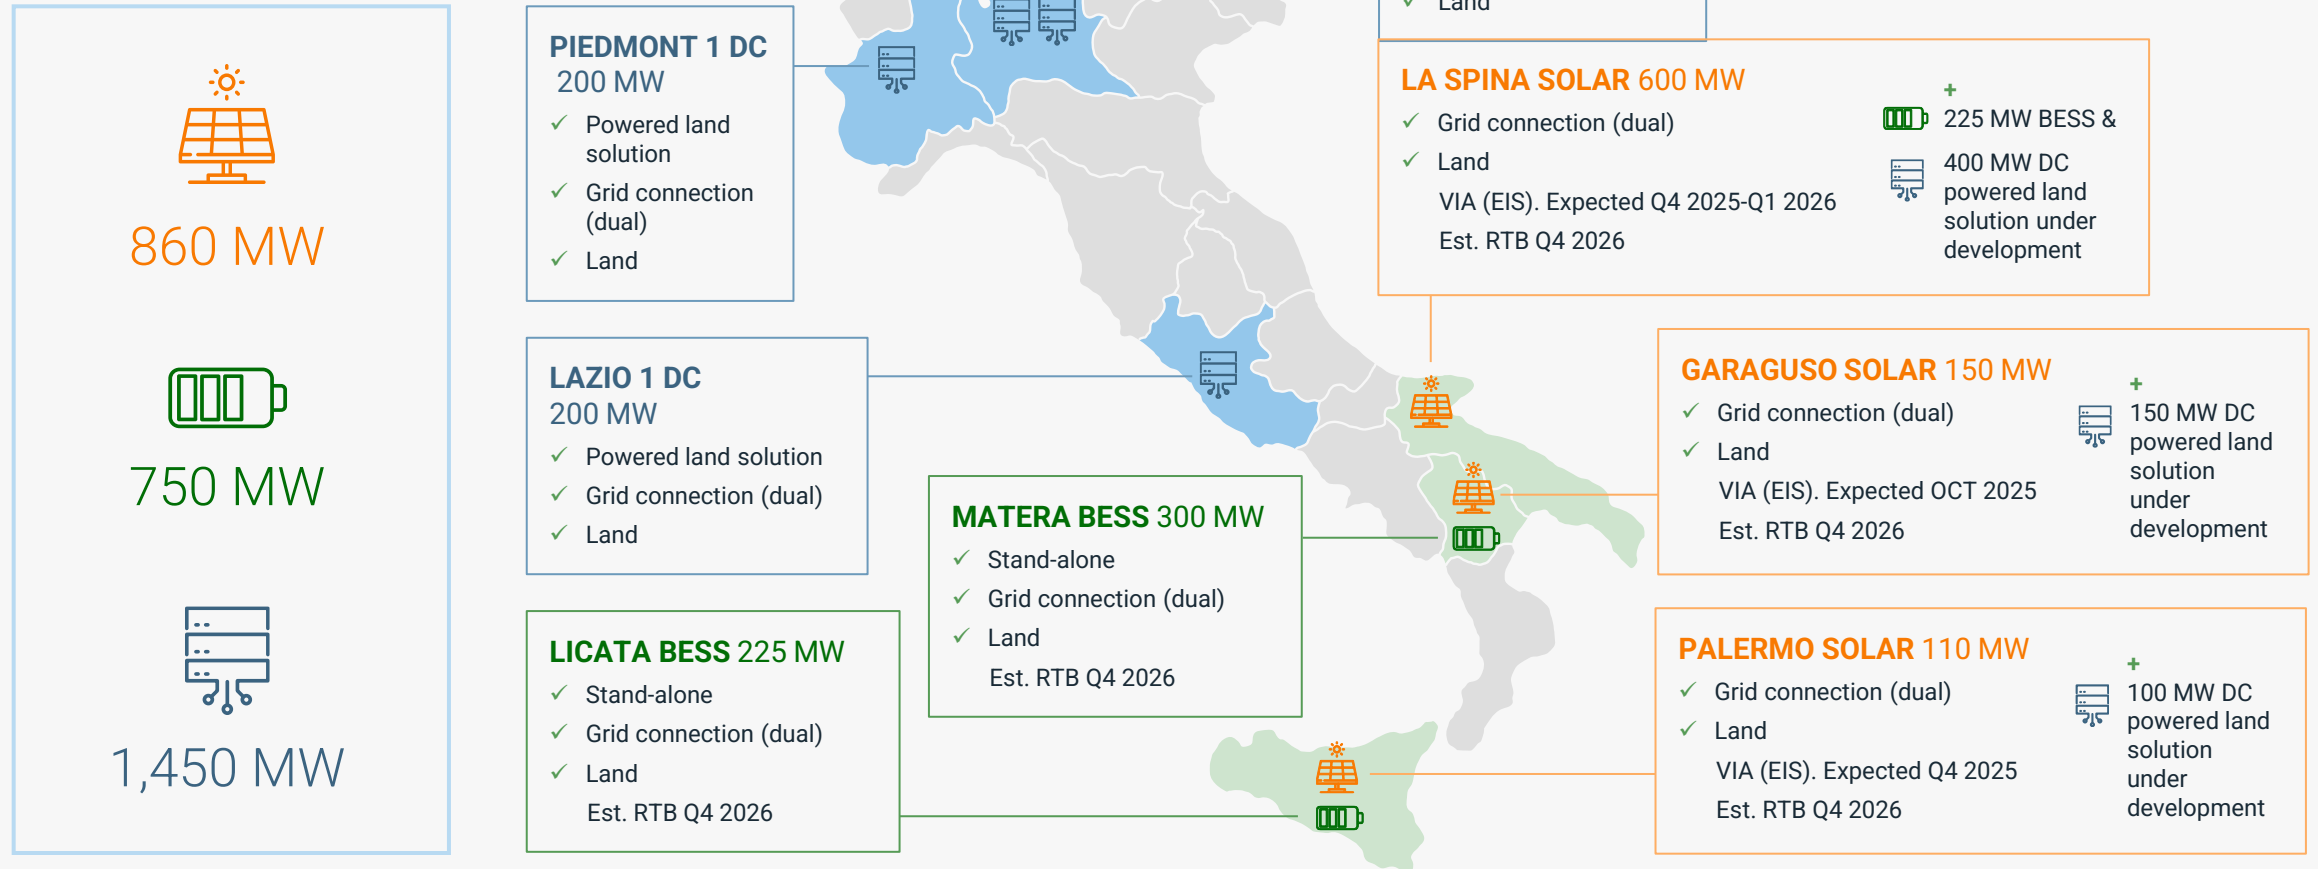 860 MW
750 MW
1,450 MW
PIEDMONT 1 DC
200 MW
✓ Powered land
solution
✓ Grid connection
(dual)
✓ Land
LAZIO 1 DC
200 MW
✓ Powered land solution
✓ Grid connection (dual)
✓ Land
LICATA BESS 225 MW
✓ Stand-alone
✓ Grid connection (dual)
✓ Land
Est. RTB Q4 2026
MATERA BESS 300 MW
✓ Stand-alone
✓ Grid connection (dual)
✓ Land
Est. RTB Q4 2026
✓ Land
LA SPINA SOLAR 600 MW
✓ Grid connection (dual)
✓ Land
VIA (EIS). Expected Q4 2025-Q1 2026
Est. RTB Q4 2026
+
225 MW BESS &
400 MW DC
powered land
solution under
development
GARAGUSO SOLAR 150 MW
✓ Grid connection (dual)
✓ Land
VIA (EIS). Expected OCT 2025
Est. RTB Q4 2026
+
150 MW DC
powered land
solution
under
development
PALERMO SOLAR 110 MW
✓ Grid connection (dual)
✓ Land
VIA (EIS). Expected Q4 2025
Est. RTB Q4 2026
+
100 MW DC
powered land
solution
under
development